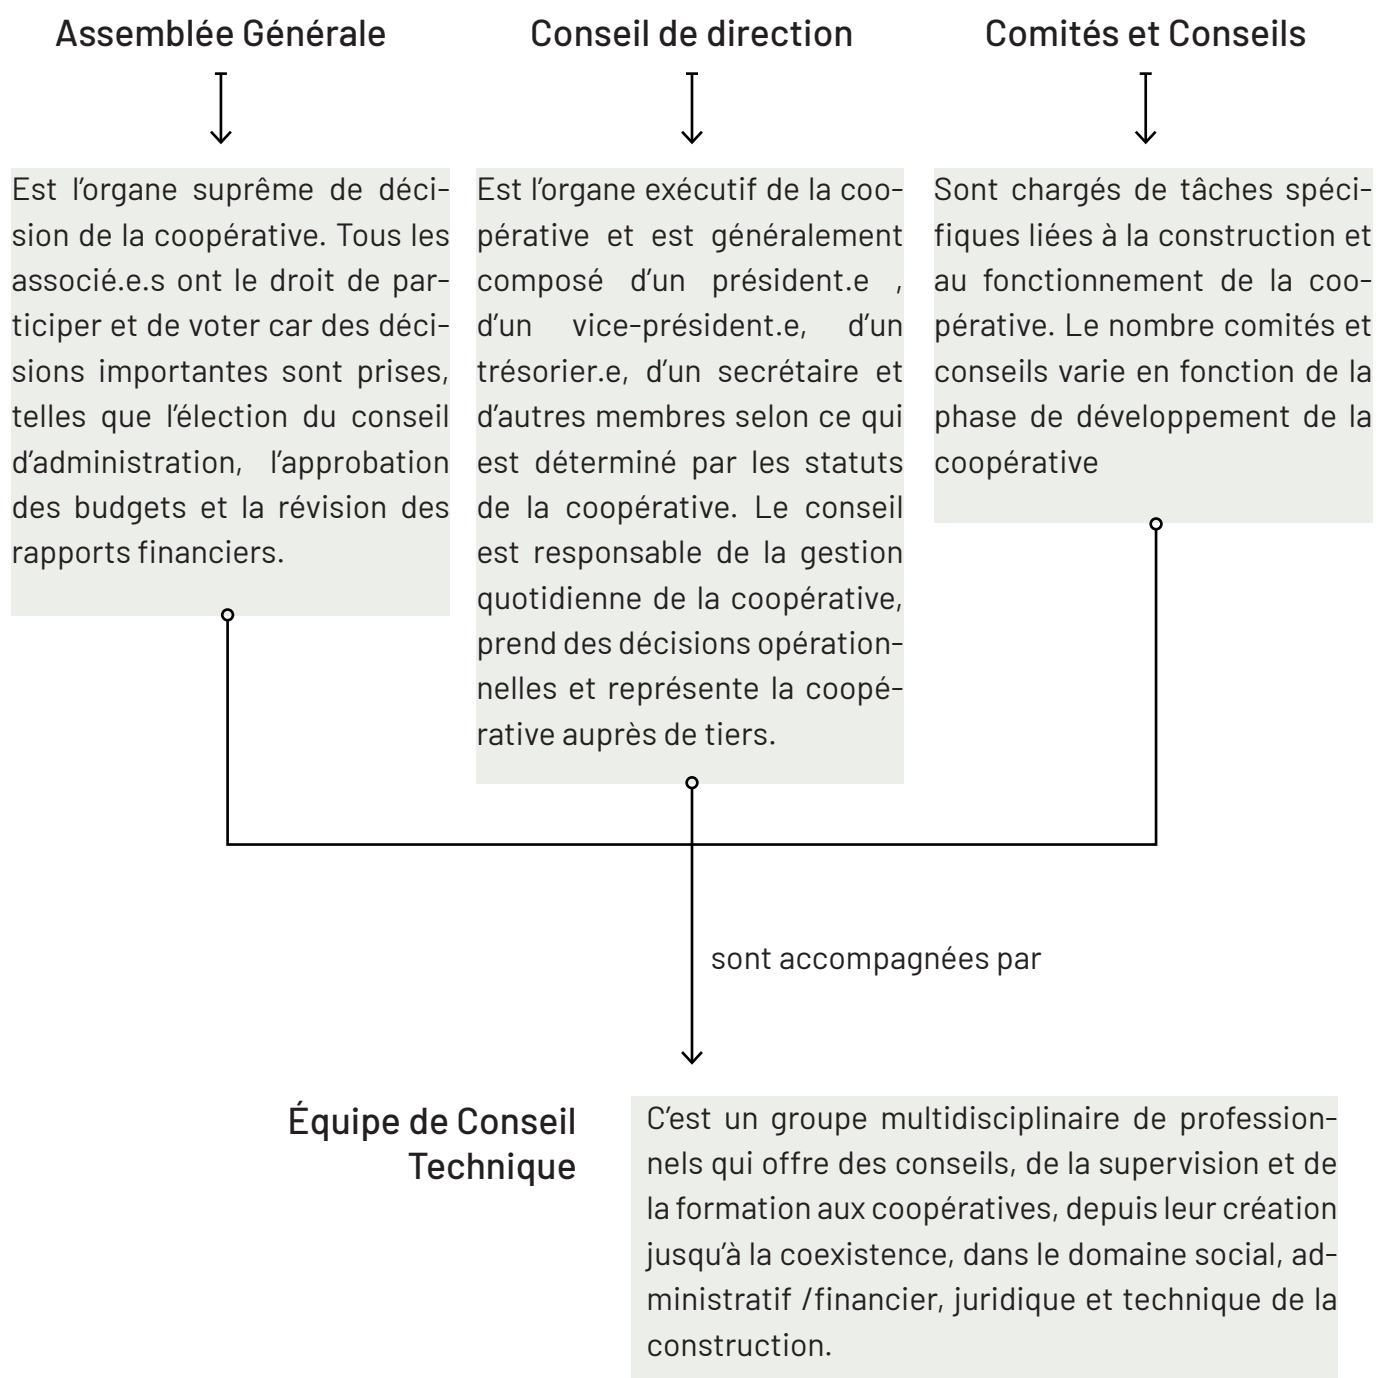 Assemblée Générale
Est l’organe suprême de déci-
sion de la coopérative. Tous les
associé.e.s ont le droit de par-
ticiper et de voter car des déci-
sions importantes sont prises,
telles que l’élection du conseil
d’administration, l’approbation
des budgets et la révision des
rapports financiers.
Conseil de direction
Est l’organe exécutif de la coo-
pérative et est généralement
composé d’un président.e ,
d’un vice-président.e, d’un
trésorier.e, d’un secrétaire et
d’autres membres selon ce qui
est déterminé par les statuts
de la coopérative. Le conseil
est responsable de la gestion
quotidienne de la coopérative,
prend des décisions opération-
nelles et représente la coopé-
rative auprès de tiers.
Comités et Conseils
Sont chargés de tâches spéci-
fiques liées à la construction et
au fonctionnement de la coo-
pérative. Le nombre comités et
conseils varie en fonction de la
phase de développement de la
coopérative
sont accompagnées par
Équipe de Conseil
Technique
C’est un groupe multidisciplinaire de profession-
nels qui offre des conseils, de la supervision et de
la formation aux coopératives, depuis leur création
jusqu’à la coexistence, dans le domaine social, ad-
ministratif /financier, juridique et technique de la
construction.